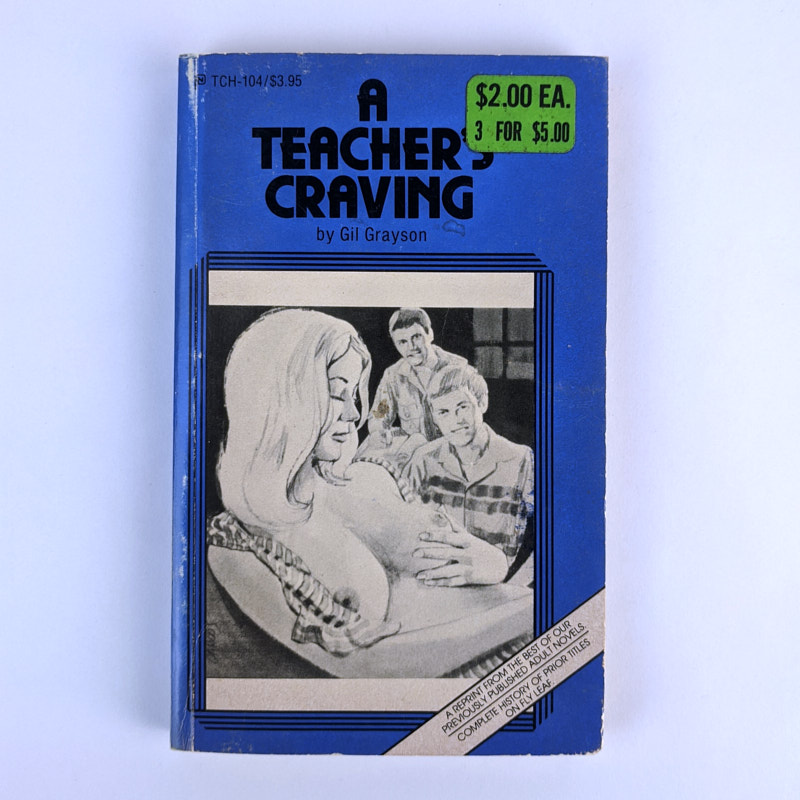 TCH-104/$3.95
A
TEACHER'S
CRAVING
by Gil Grayson
$2.00 EA.
3 FOR $5.00
A REPRINT FROM THE BEST OF OUR
PREVIOUSLY PUBLISHED ADULT NOVELS.
COMPLETE HISTORY OF PRIOR TITLES
ON FLY LEAF.